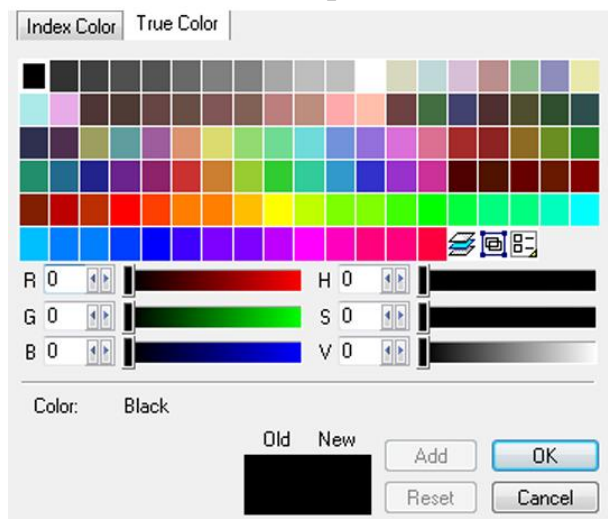 Index Color True Color
R 0 H 0
G 0 S 0
B 0 V 0
Color: Black
Old New
Add OK
Reset Cancel